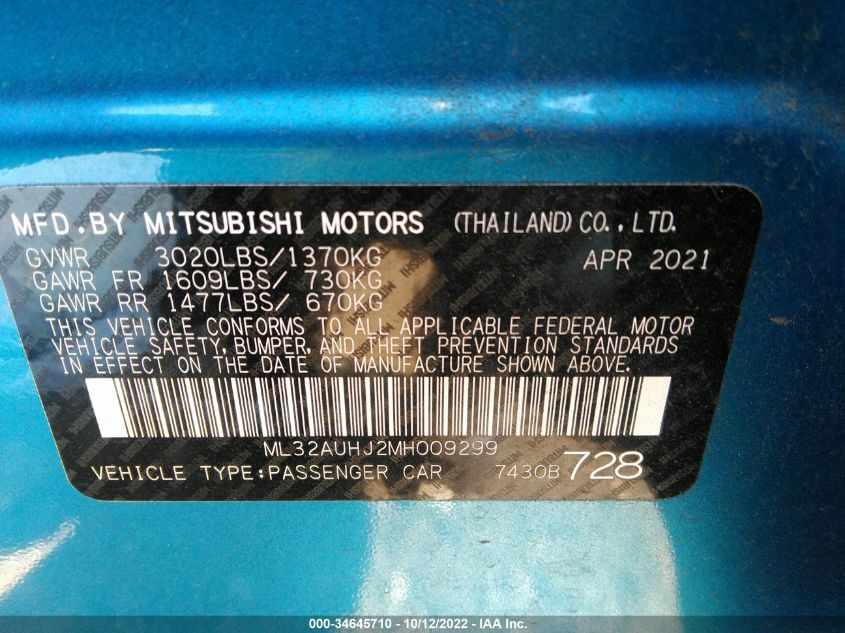 MFD.BY MITSUBISHI MOTORS (THAILAND)CO.,LTD.
GVWR 3020LBS/1370KG APR 2021
GAWR FR 1609LBS/ 730KG
GAWR RR 1477LBS/ 670KG
THIS VEHICLE CONFORMS TO ALL APPLICABLE FEDERAL MOTOR
VEHICLE SAFETY, BUMPER, AND THEFT PREVENTION STANDARDS
IN EFFECT ON THE DATE OF MANUFACTURE SHOWN ABOVE.
ML32AUHJ2MH009299
VEHICLE TYPE:PASSENGER CAR 7430B 728
000-34645710 - 10/12/2022 - IAA Inc.